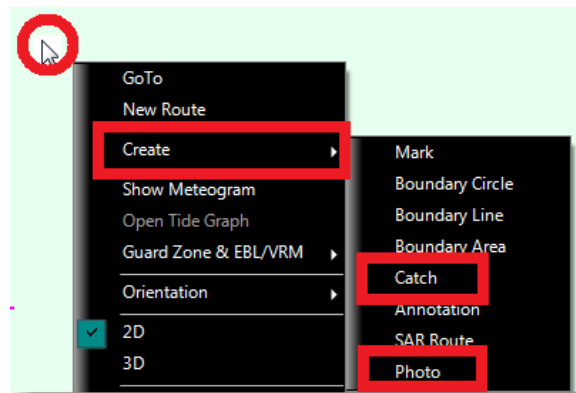 GoTo
New Route
Create
Show Meteogram
Open Tide Graph
Guard Zone & EBL/VRM
Orientation
2D
3D
Mark
Boundary Circle
Boundary Line
Boundary Area
Catch
Annotation
SAR Route
Photo